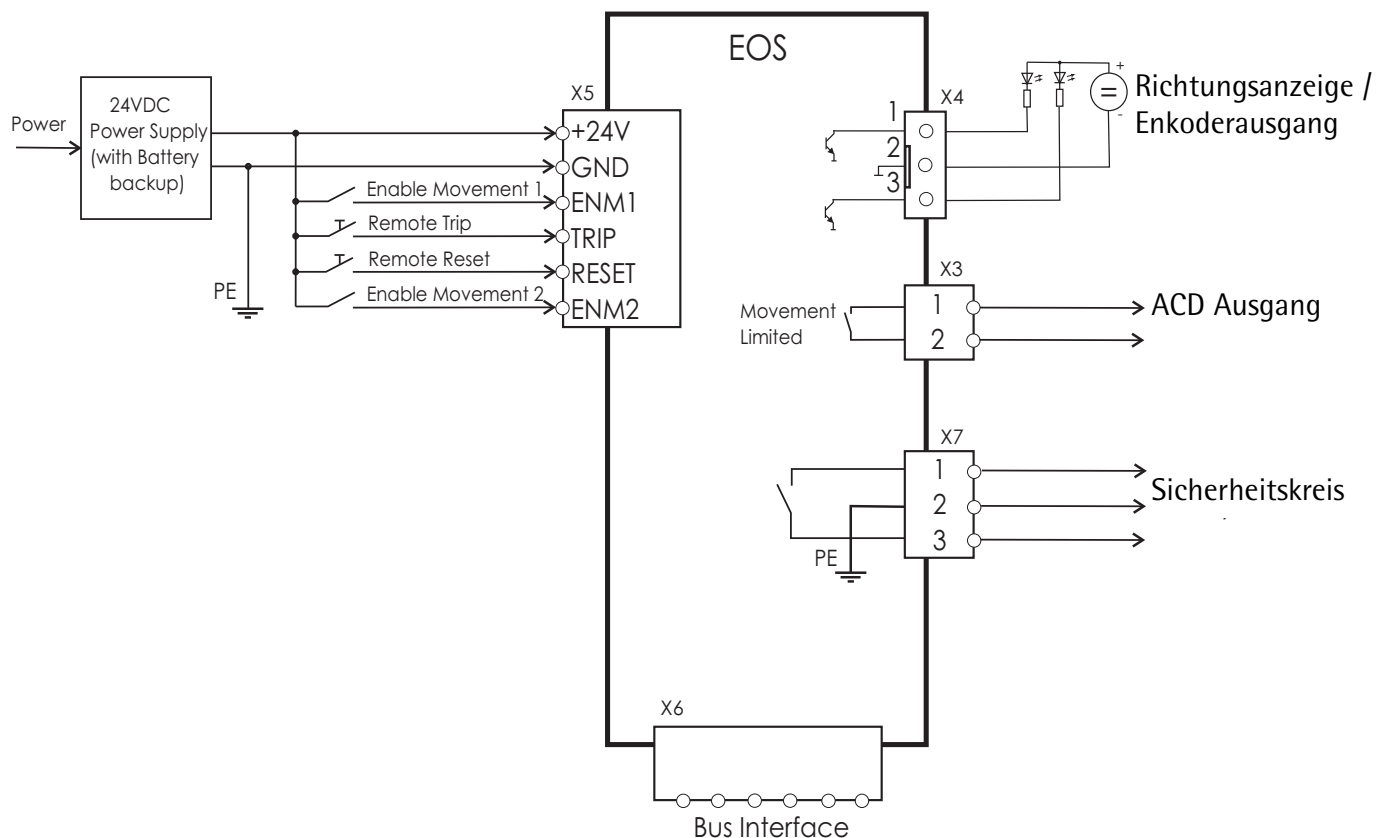 EOS
24VDC
Power Supply
(with Battery
backup)
Power
PE
X5
+24V
GND
ENM1
TRIP
RESET
ENM2
Enable Movement 1
Remote Trip
Remote Reset
Enable Movement 2
X4
1
2
3
+
=
-
Richtungsanzeige /
Enkoderausgang
X3
1
2
Movement
Limited
ACD Ausgang
X7
1
2
3
PE
Sicherheitskreis
X6
Bus Interface